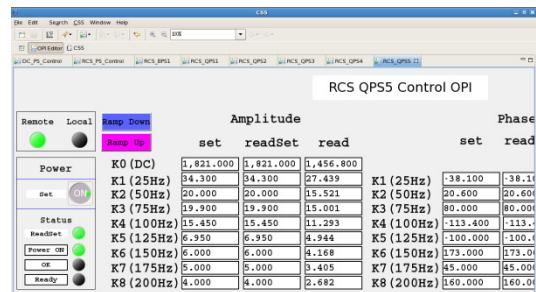 CSS
File Edit Search CSS Window Help
100%
OPI Editor CSS
DC_PS_Control RCS_PS_Control RCS_BPS1 RCS_QPS1 RCS_QPS2 RCS_QPS3 RCS_QPS4 RCS_QPS5
RCS QPS5 Control OPI
Remote Local Ramp Down Amplitude Phase
Ramp Up set readSet read set read
Power K0 (DC) 1,821.000 1,821.000 1,456.800
K1 (25Hz) 34.300 34.300 27.439 K1 (25Hz) -38.100 -38.10
Set ON K2 (50Hz) 20.000 20.000 15.521 K2 (50Hz) 20.600 20.60
K3 (75Hz) 19.900 19.900 15.001 K3 (75Hz) 80.000 80.00
Status K4 (100Hz) 15.450 15.450 11.293 K4 (100Hz) -113.400 -113.
ReadSet K5 (125Hz) 6.950 6.950 4.944 K5 (125Hz) -100.000 -100.
Power ON K6 (150Hz) 6.000 6.000 4.168 K6 (150Hz) 173.000 173.0
OK K7 (175Hz) 5.000 5.000 3.405 K7 (175Hz) 45.000 45.00
Ready K8 (200Hz) 4.000 4.000 2.682 K8 (200Hz) 160.000 160.0